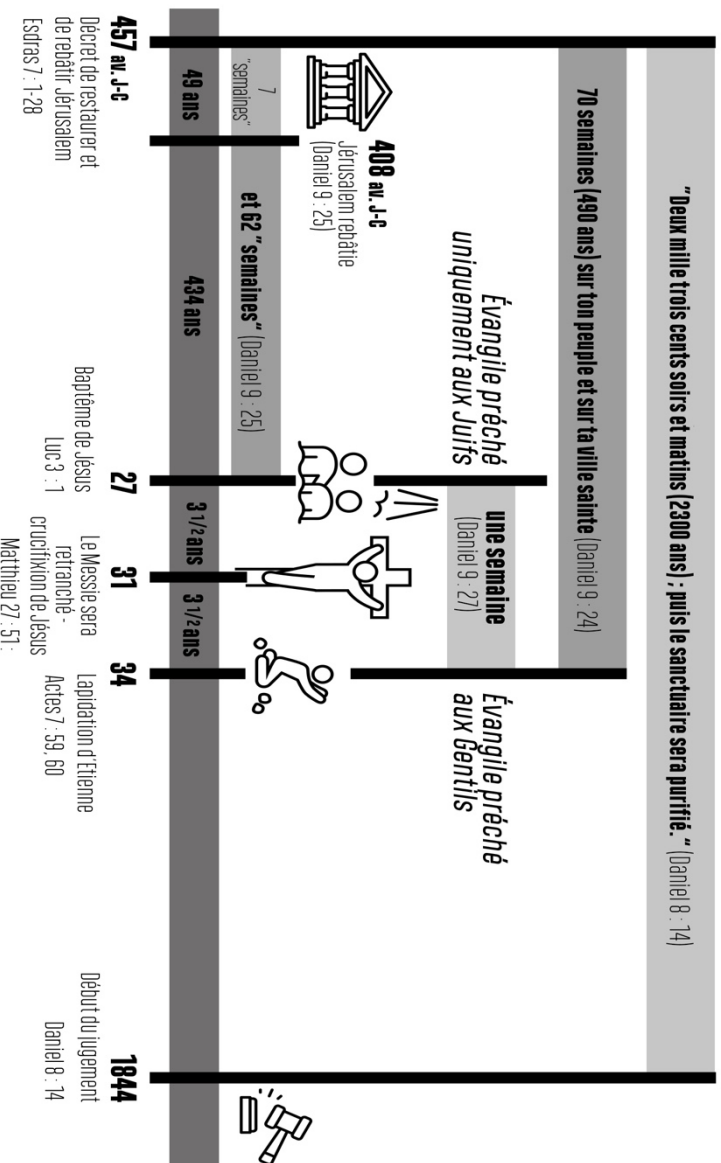 "Deux mille trois cents soirs et matins (2300 ans) ; puis le sanctuaire sera purifié." (Daniel 8 : 14)
70 semaines (490 ans) sur ton peuple et sur ta ville sainte (Daniel 9 : 24)
Évangile préché
uniquement aux Juifs
une semaine
(Daniel 9 : 27)
Évangile préché
aux Gentils
408 av. J-C
Jérusalem rebâtie
(Daniel 9 : 25)
7
"semaines"
et 62 "semaines" (Daniel 9 : 25)
49 ans
434 ans
3 1/2 ans
3 1/2 ans
457 av. J-C
Décret de restaurer et
de rebâtir Jérusalem
Esdras 7 : 1-28
27
Baptême de Jésus
Luc 3 : 1
31
Le Messie sera
retranché -
crucifixion de Jésus
Matthieu 27 : 51 :
34
Lapidation d'Etienne
Actes 7 : 59, 60
1844
Début du jugement
Daniel 8 : 14